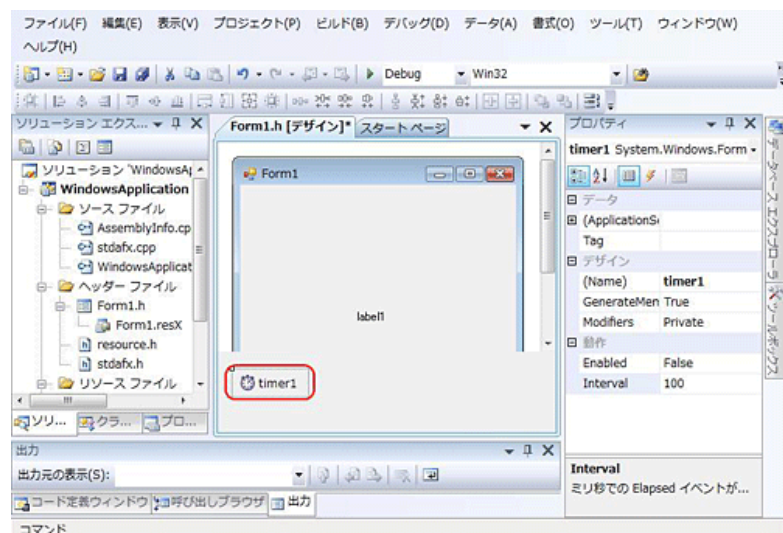 ファイル(F) 編集(E) 表示(V) プロジェクト(P) ビルド(B) デバッグ(D) データ(A) 書式(O) ツール(T) ウィンドウ(W)
ヘルプ(H)
Debug Win32
ソリューション エクス...
Form1.h [デザイン]* スタート ページ
プロパティ
timer1 System.Windows.Form
ソリューション 'WindowsA
WindowsApplication
ソース ファイル
AssemblyInfo.cp
stdafx.cpp
WindowsApplicat
ヘッダー ファイル
Form1.h
Form1.resX
resource.h
stdafx.h
リソース ファイル
ソリ... クラ... プロ...
Form1
label1
timer1
データ
(ApplicationS
Tag
デザイン
(Name) timer1
GenerateMen True
Modifiers Private
動作
Enabled False
Interval 100
Interval
ミリ秒での Elapsed イベントが...
データベース エクスプローラ
ツールボックス
出力
出力元の表示(S):
コード定義ウィンドウ 呼び出しブラウザ 出力
コマンド